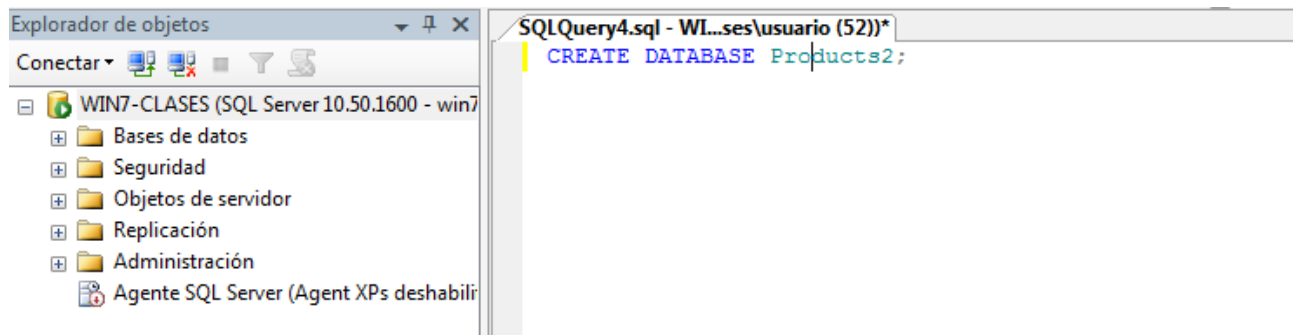 Explorador de objetos
Conectar
WIN7-CLASES (SQL Server 10.50.1600 - win7
Bases de datos
Seguridad
Objetos de servidor
Replicación
Administración
Agente SQL Server (Agent XPs deshabili
SQLQuery4.sql - WI...ses\usuario (52))*
CREATE DATABASE Products2;